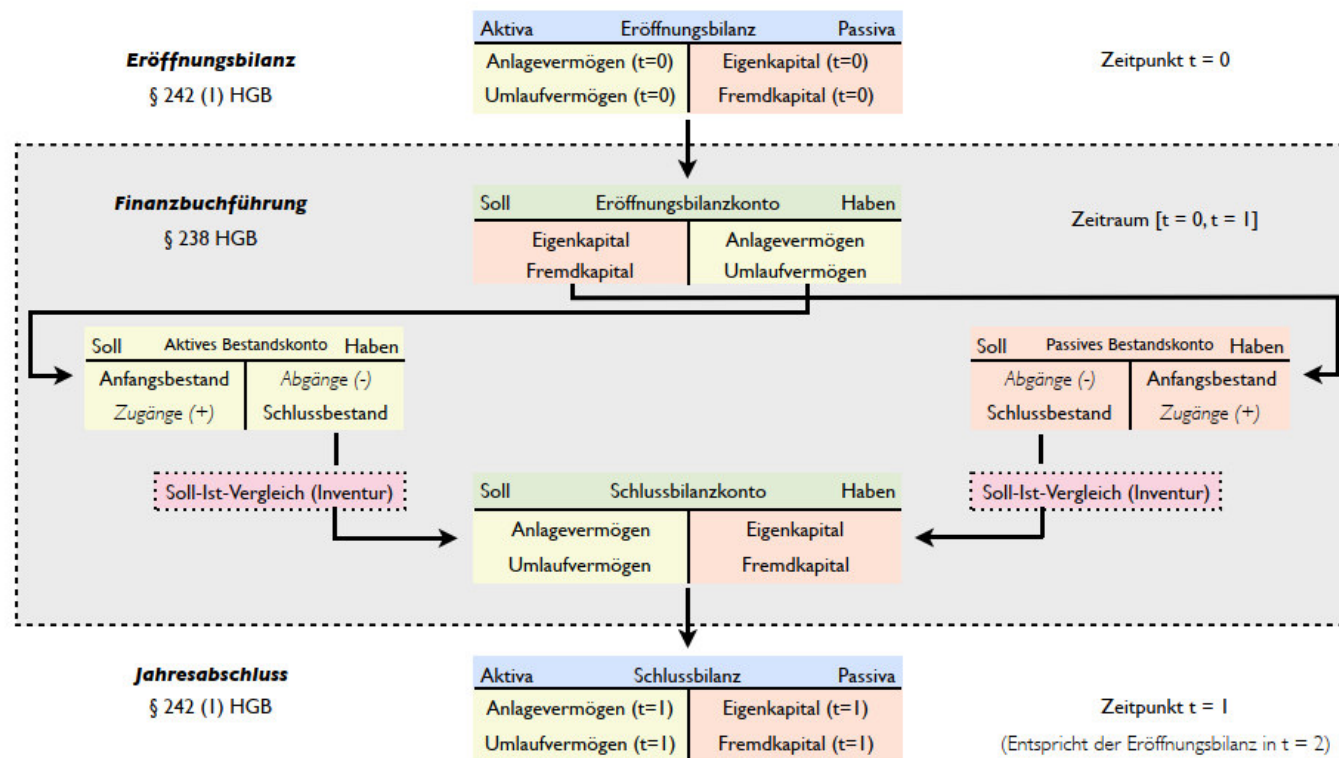 Aktiva Eröffnungsbilanz Passiva
Eröffnungsbilanz
§ 242 (1) HGB
Anlagevermögen (t=0) Eigenkapital (t=0)
Umlaufvermögen (t=0) Fremdkapital (t=0)
Zeitpunkt t = 0
Finanzbuchführung
§ 238 HGB
Soll Eröffnungsbilanzkonto Haben
Eigenkapital Anlagevermögen
Fremdkapital Umlaufvermögen
Zeitraum [t = 0, t = 1]
Soll Aktives Bestandskonto Haben
Anfangsbestand Abgänge (-)
Zugänge (+) Schlussbestand
Soll Passives Bestandskonto Haben
Abgänge (-) Anfangsbestand
Schlussbestand Zugänge (+)
Soll-Ist-Vergleich (Inventur)
Soll Schlussbilanzkonto Haben
Anlagevermögen Eigenkapital
Umlaufvermögen Fremdkapital
Soll-Ist-Vergleich (Inventur)
Jahresabschluss
§ 242 (1) HGB
Aktiva Schlussbilanz Passiva
Anlagevermögen (t=1) Eigenkapital (t=1)
Umlaufvermögen (t=1) Fremdkapital (t=1)
Zeitpunkt t = 1
(Entspricht der Eröffnungsbilanz in t = 2)